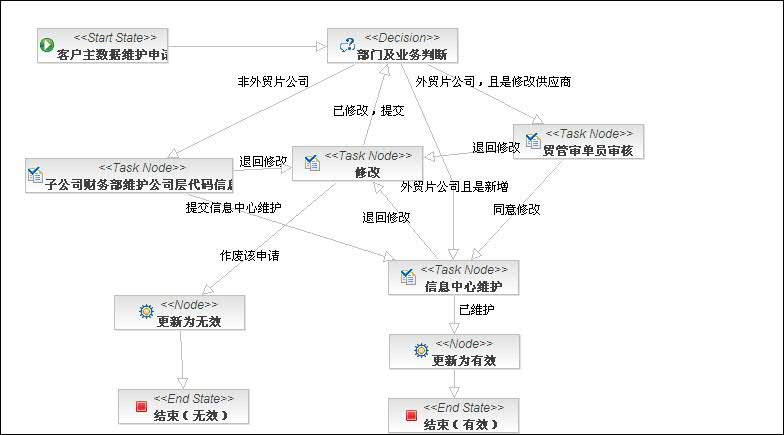 <<Start State>>
客户主数据维护申请
<<Decision>>
部门及业务判断
非外贸片公司
外贸片公司，且是修改供应商
已修改，提交
<<Task Node>>
贸管审单员审核
退回修改
<<Task Node>>
修改
退回修改
<<Task Node>>
子公司财务部维护公司层代码信息
外贸片公司且是新增
提交信息中心维护
退回修改
同意修改
作废该申请
<<Task Node>>
信息中心维护
<<Node>>
更新为无效
已维护
<<Node>>
更新为有效
<<End State>>
结束（无效）
<<End State>>
结束（有效）